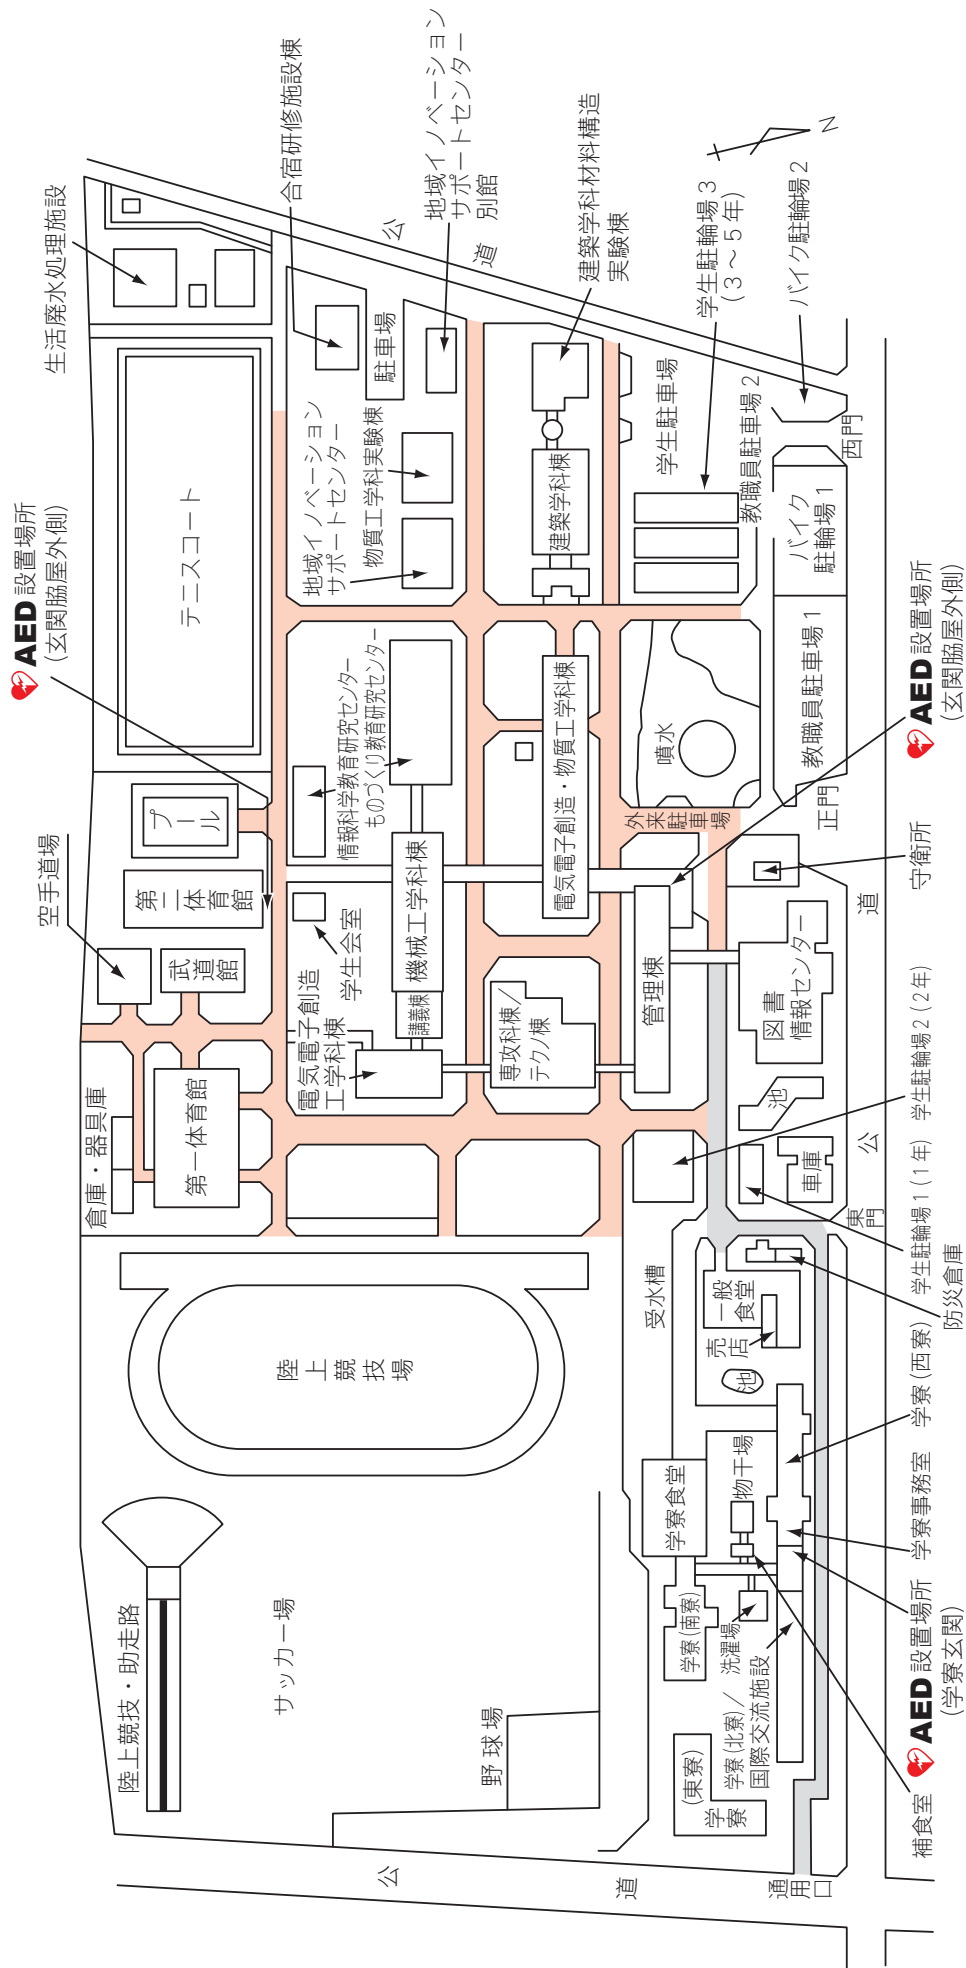 生活廃水処理施設
合宿研修施設棟
地域イノベーション
サポートセンター
別館
公
道
建築学科材料構造
実験棟
学生駐輪場3
(3～5年)
バイク駐輪場2
N
AED設置場所
(玄関脇屋外側)
テニスコート
駐車場
地域イノベーション
サポートセンター
物質工学科実験棟
建築学科棟
学生駐車場
教職員駐車場2
西門
バイク
駐輪場1
教職員駐車場1
正門
AED設置場所
(玄関脇屋外側)
空手道場
プール
第二体育館
武道館
情報科学教育研究センター
ものづくり教育研究センター
電気電子創造・物質工学科棟
噴水
外来駐車場
守衛所
学生会室
機械工学科棟
講義棟
電気電子創造
工学科棟
専攻科棟／
テクノ棟
管理棟
図書
情報センター
道
倉庫・器具庫
第一体育館
池
車庫
公
東門
学生駐輪場2(2年)
学生駐輪場1(1年)
防災倉庫
陸上競技場
受水槽
一般
食堂
売店
池
学寮(西寮)
学寮食堂
物干場
学寮事務室
陸上競技・助走路
サッカー場
野球場
学寮(南寮)
洗濯場
学寮(北寮)／
国際交流施設
学寮
(東寮)
AED設置場所
(学寮玄関)
補食室
公
道
通用口